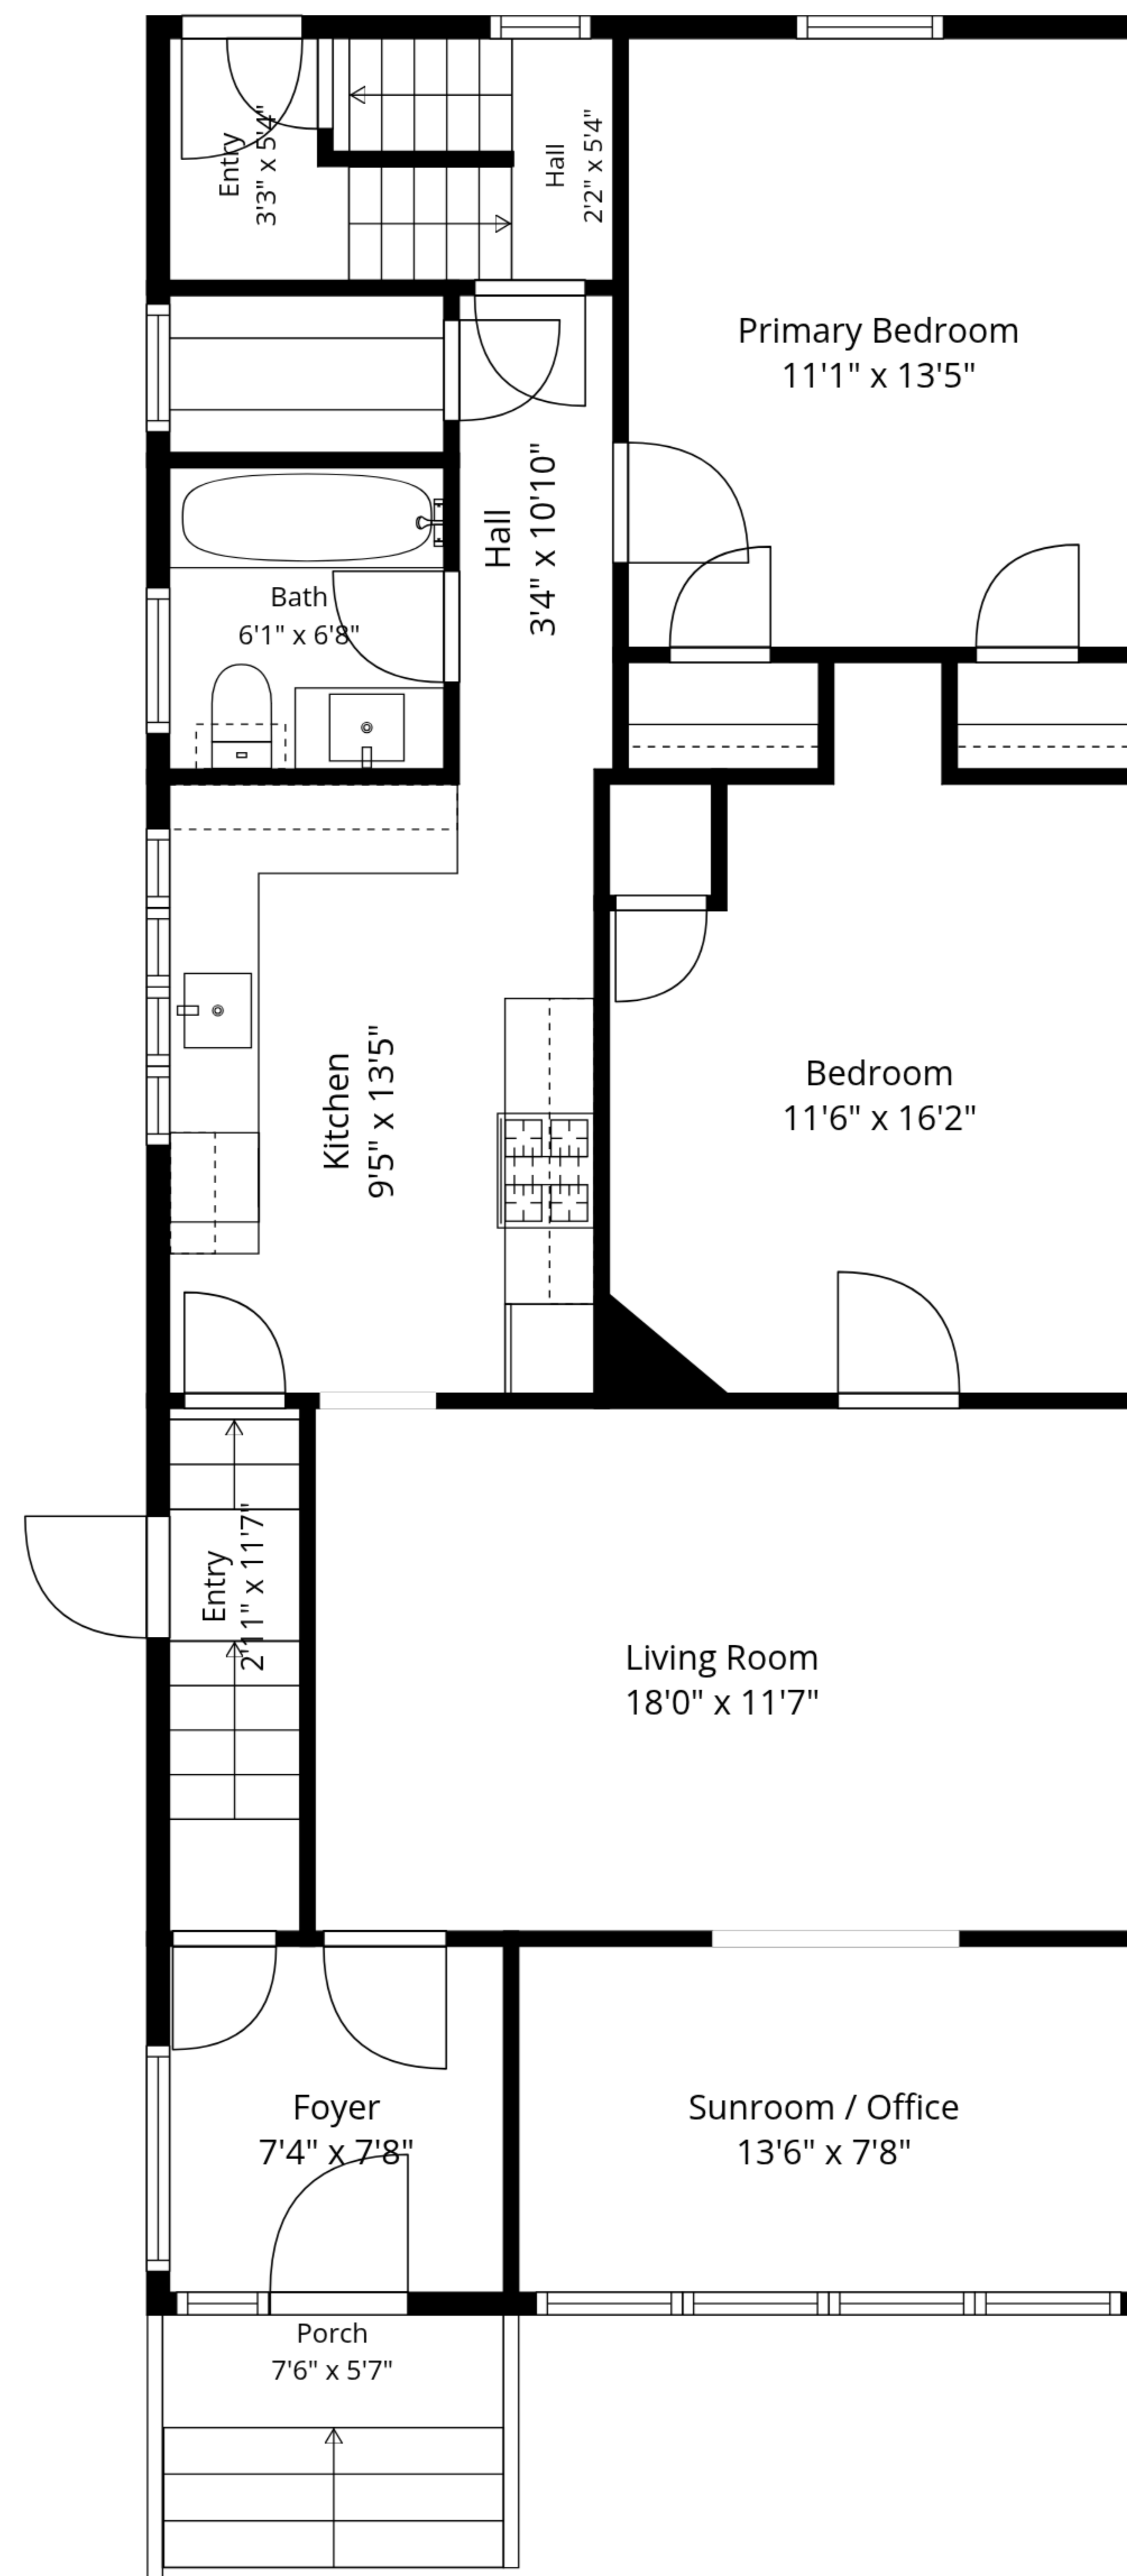 Entry
3'3" x 5'4"
Hall
2'2" x 5'4"
Primary Bedroom
11'1" x 13'5"
Hall
3'4" x 10'10"
Bath
6'1" x 6'8"
Kitchen
9'5" x 13'5"
Bedroom
11'6" x 16'2"
Entry
2'11" x 11'7"
Living Room
18'0" x 11'7"
Foyer
7'4" x 7'8"
Sunroom / Office
13'6" x 7'8"
Porch
7'6" x 5'7"